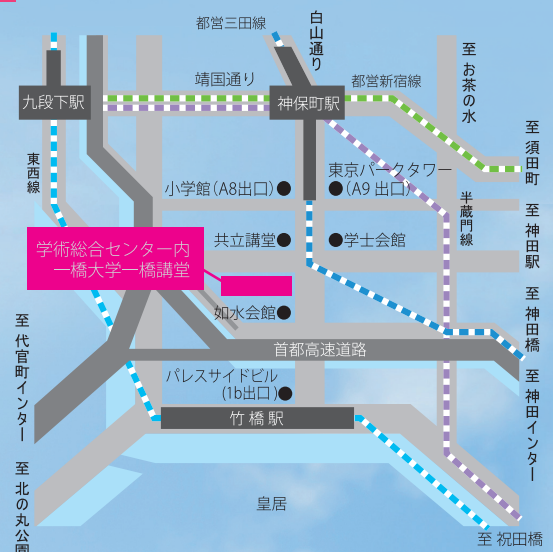 都営三田線
白山通り
至 お茶の水
靖国通り
都営新宿線
九段下駅
神保町駅
至 須田町
東西線
東京パークタワー
(A9 出口)
小学館(A8出口)
半蔵門線
至 神田駅
共立講堂
学士会館
学術総合センター内
一橋大学一橋講堂
如水会館
至 神田橋
至 代官町インター
首都高速道路
至 神田インター
パレスサイドビル
(1b出口)
竹橋駅
至 北の丸公園
皇居
至 祝田橋